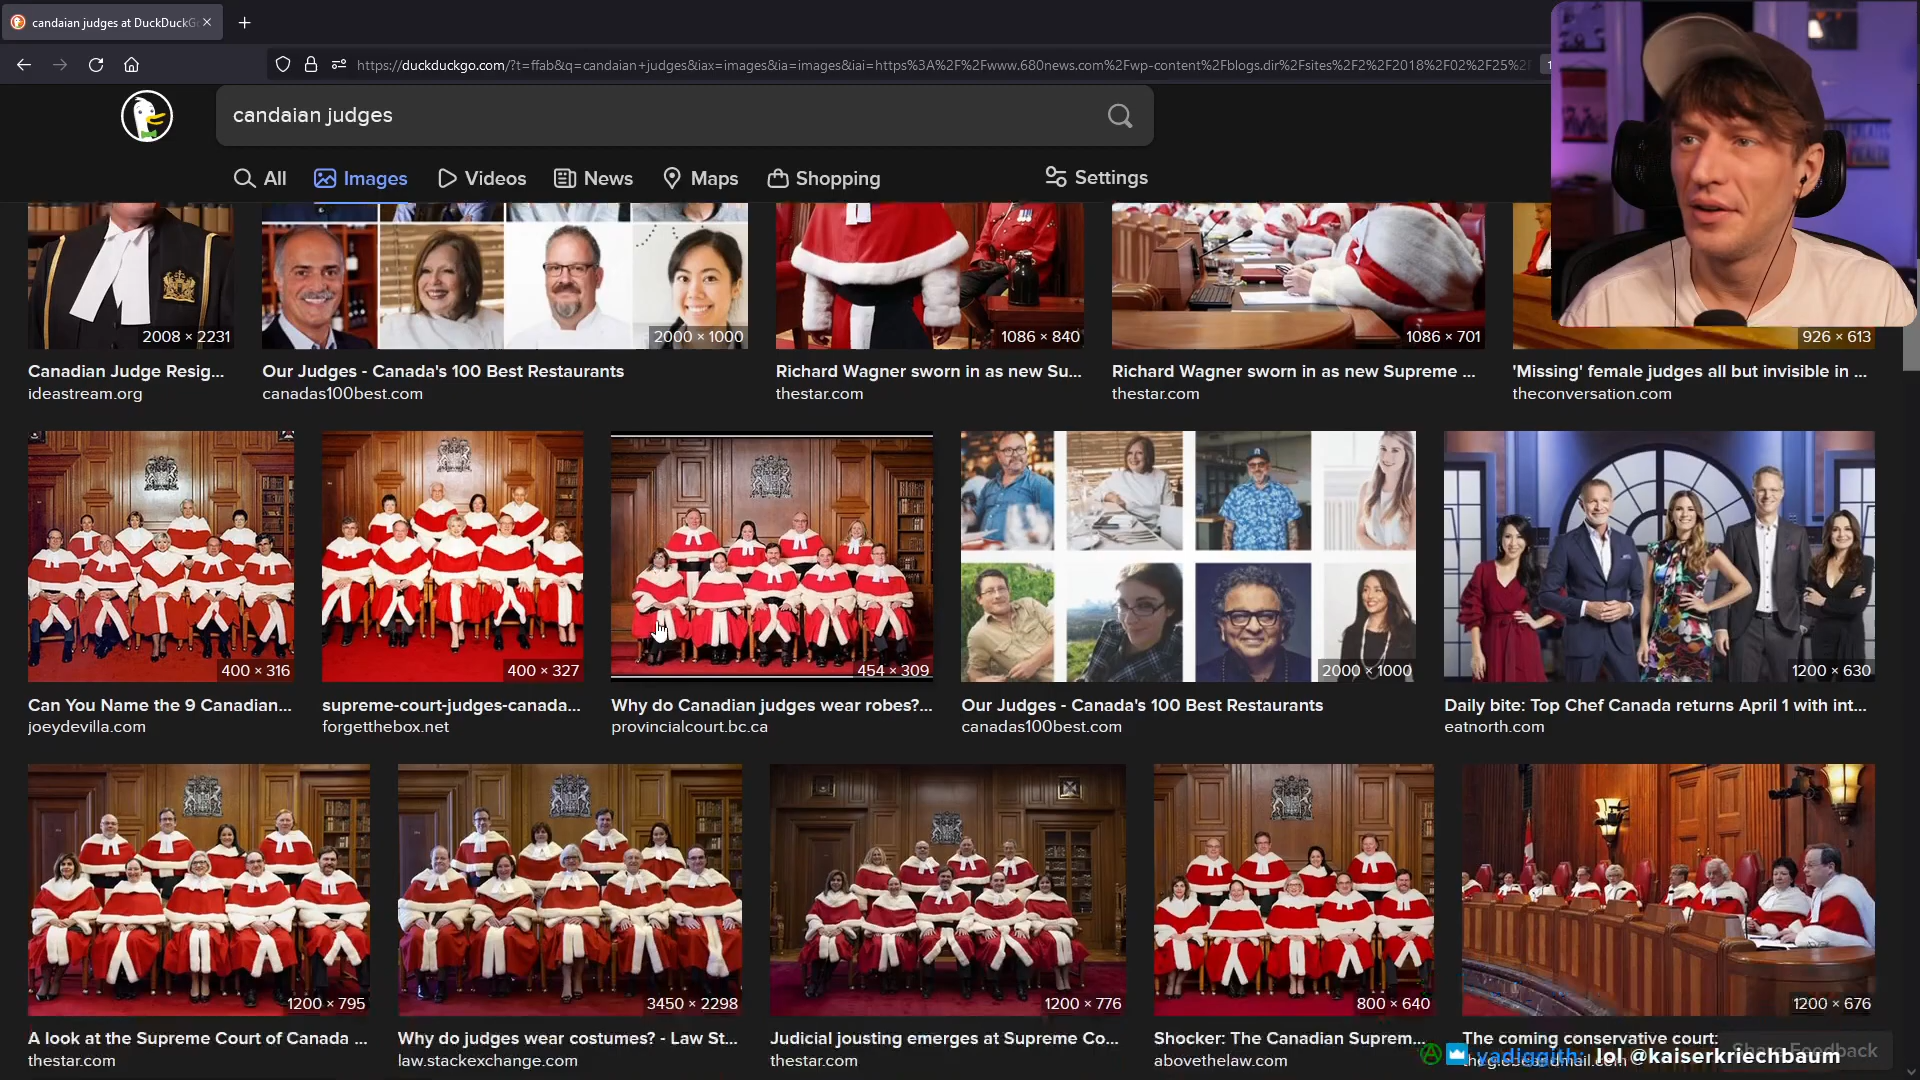 candaian judges at DuckDuckG
https://duckduckgo.com/?t=ffab&q=candaian+judges&iax=images&ia=images&iai=https%3A%2F%2Fwww.680news.com%2Fwp-content%2Fblogs.dir%2Fsites%2F2%2F2018%2F02%2F25%2F
candaian judges
All
Images
Videos
News
Maps
Shopping
Settings
2008 × 2231
2000 × 1000
1086 × 840
1086 × 701
926 × 613
Canadian Judge Resig...
ideastream.org
Our Judges - Canada's 100 Best Restaurants
canadas100best.com
Richard Wagner sworn in as new Su...
thestar.com
Richard Wagner sworn in as new Supreme ...
thestar.com
'Missing' female judges all but invisible in ...
theconversation.com
400 × 316
400 × 327
454 × 309
2000 × 1000
1200 × 630
Can You Name the 9 Canadian...
joeydevilla.com
supreme-court-judges-canada...
forgetthebox.net
Why do Canadian judges wear robes?...
provincialcourt.bc.ca
Our Judges - Canada's 100 Best Restaurants
canadas100best.com
Daily bite: Top Chef Canada returns April 1 with int...
eatnorth.com
1200 × 795
3450 × 2298
1200 × 776
800 × 640
1200 × 676
A look at the Supreme Court of Canada ...
thestar.com
Why do judges wear costumes? - Law St...
law.stackexchange.com
Judicial jousting emerges at Supreme Co...
thestar.com
Shocker: The Canadian Suprem...
abovethelaw.com
The coming conservative court:
theglobeandmail.com
Share Feedback
yadiggith: lol @kaiserkriechbaum